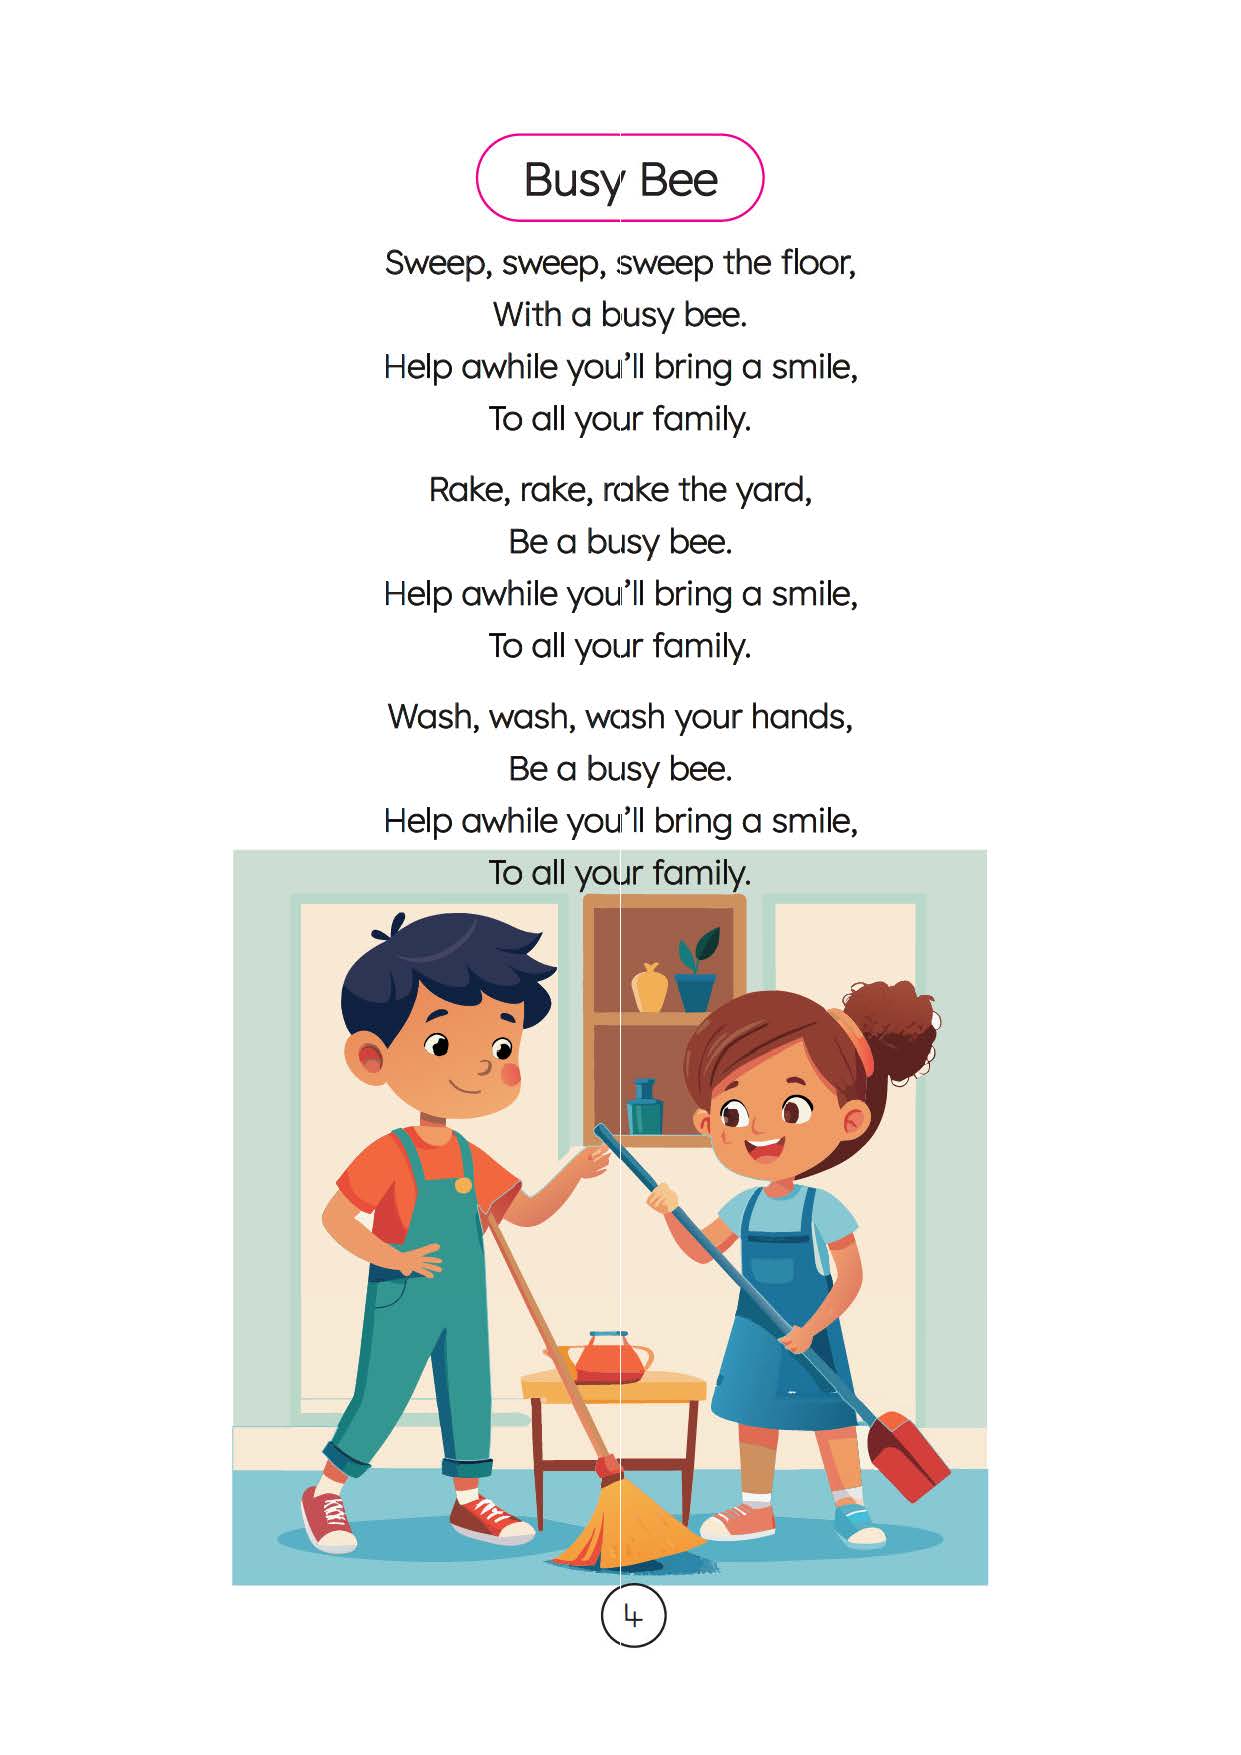 Busy Bee
Sweep, sweep, sweep the floor,
With a busy bee.
Help awhile you’ll bring a smile,
To all your family.
Rake, rake, rake the yard,
Be a busy bee.
Help awhile you’ll bring a smile,
To all your family.
Wash, wash, wash your hands,
Be a busy bee.
Help awhile you’ll bring a smile,
To all your family.
4